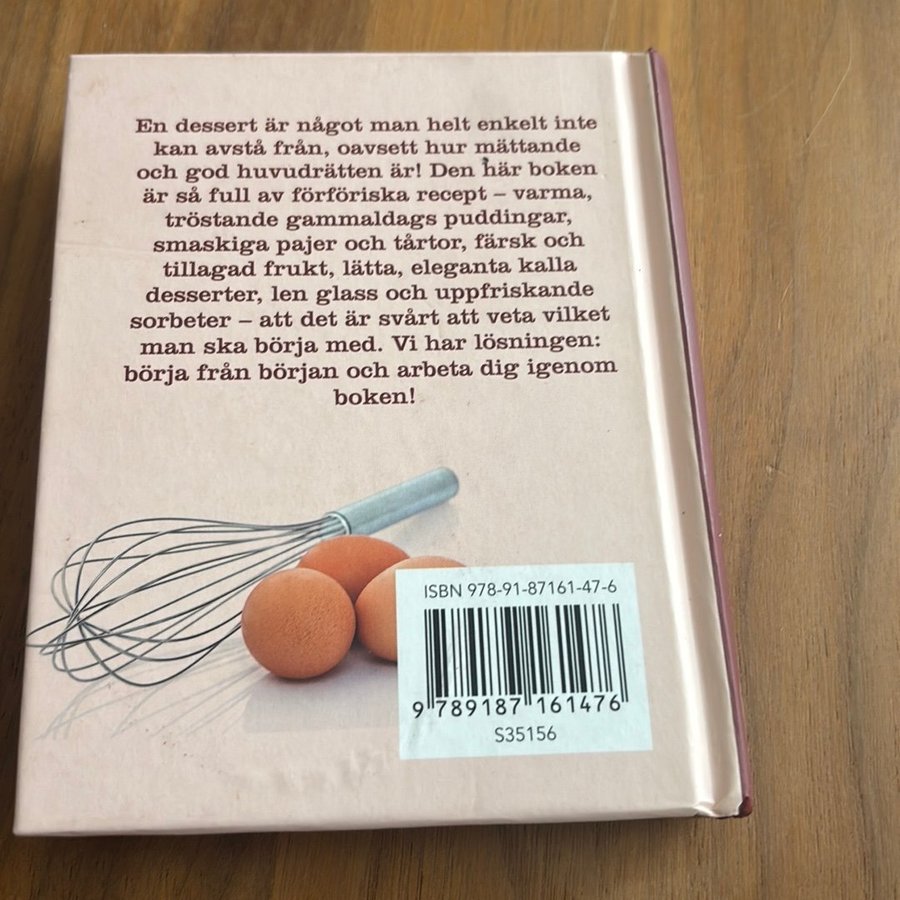 En dessert är något man helt enkelt inte
kan avstå från, oavsett hur mättande
och god huvudrätten är! Den här boken
är så full av förföriska recept – varma,
tröstande gammaldags puddingar,
smaskiga pajer och tårtor, färsk och
tillagad frukt, lätta, eleganta kalla
desserter, len glass och uppfriskande
sorbeter – att det är svårt att veta vilket
man ska börja med. Vi har lösningen:
börja från början och arbeta dig igenom
boken!
ISBN 978-91-87161-47-6
9 789187 161476
S35156